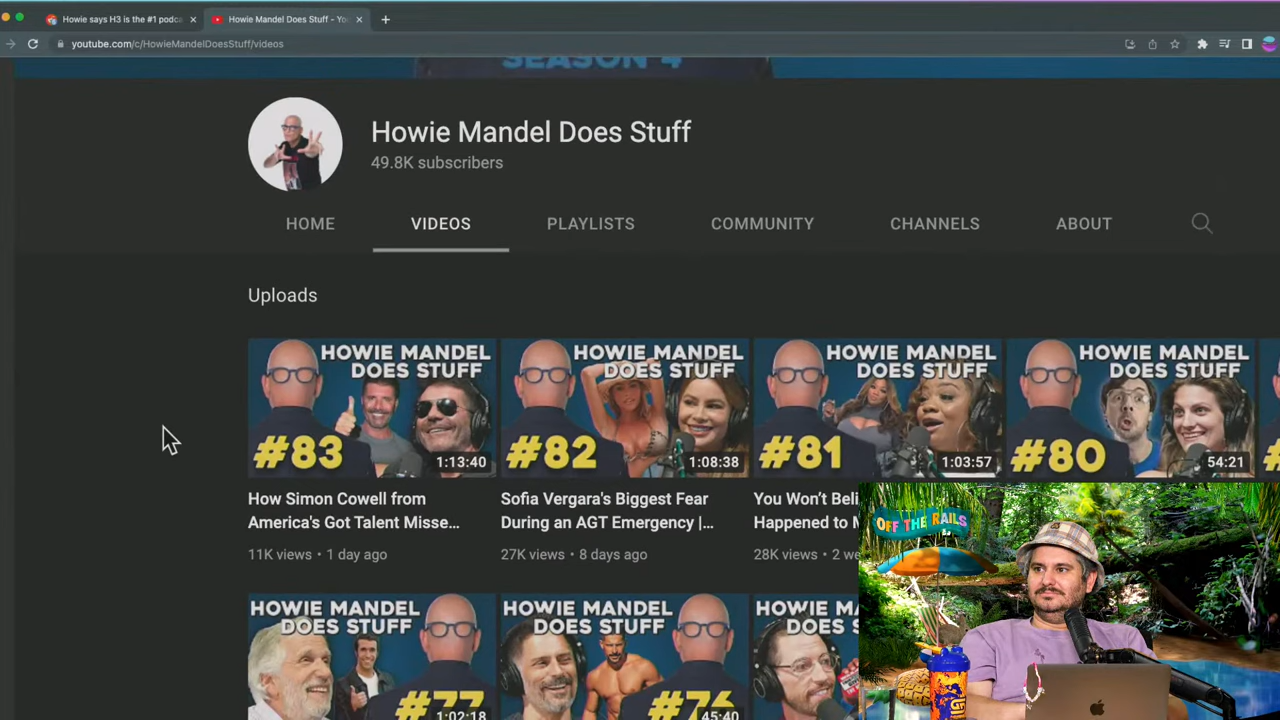 Howie says H3 is the #1 podca
Howie Mandel Does Stuff - Yo
youtube.com/c/HowieMandelDoesStuff/videos
SEASON 4
Howie Mandel Does Stuff
49.8K subscribers
HOME VIDEOS PLAYLISTS COMMUNITY CHANNELS ABOUT
Uploads
HOWIE MANDEL
DOES STUFF
#83
1:13:40
HOWIE MANDEL
DOES STUFF
#82
1:08:38
HOWIE MANDEL
DOES STUFF
#81
1:03:57
HOWIE MANDEL
DOES STUFF
#80
54:21
How Simon Cowell from
America's Got Talent Misse...
11K views • 1 day ago
Sofia Vergara's Biggest Fear
During an AGT Emergency |...
27K views • 8 days ago
You Won't Beli
Happened to M
28K views • 2 we
OFF THE RAILS
HOWIE MANDEL
DOES STUFF
#77
1:02:18
HOWIE MANDEL
DOES STUFF
#76
45:40
HOWIE
DO